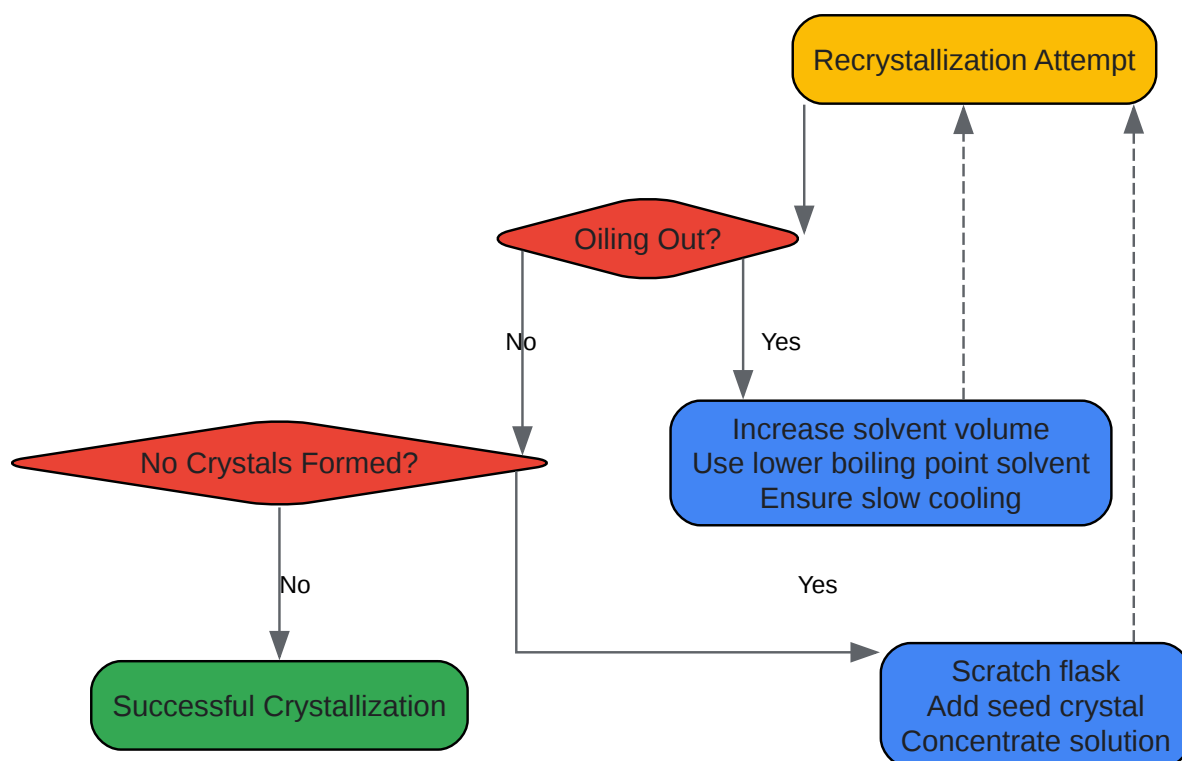 Recrystallization Attempt
Oiling Out?
No
Yes
Increase solvent volume
Use lower boiling point solvent
Ensure slow cooling
No Crystals Formed?
No
Yes
Successful Crystallization
Scratch flask
Add seed crystal
Concentrate solution